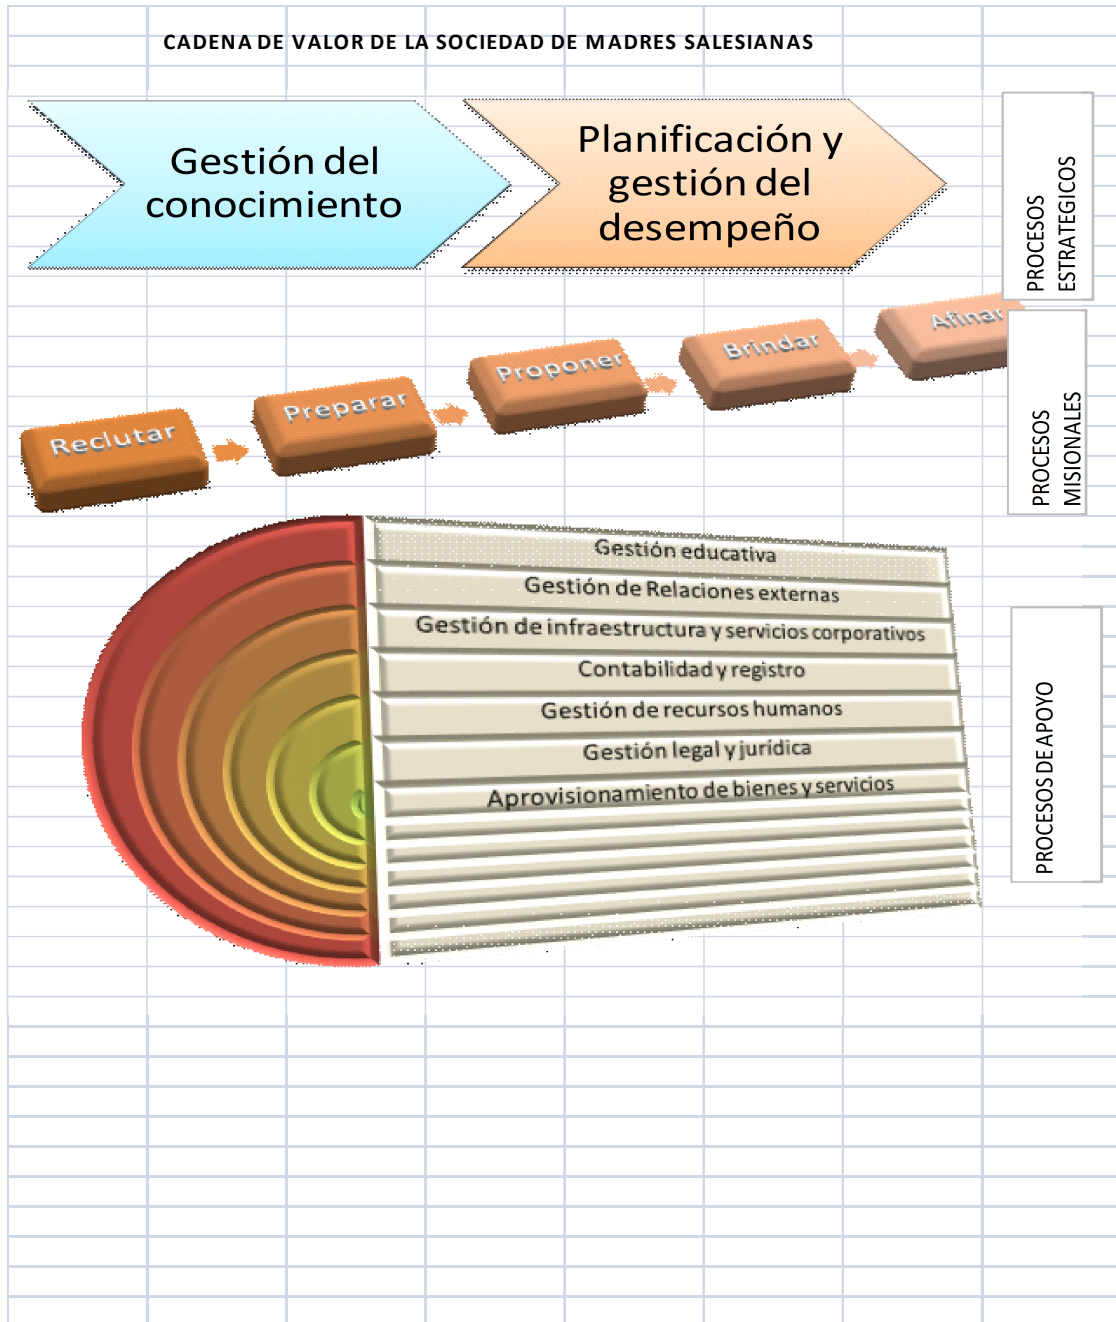 CADENA DE VALOR DE LA SOCIEDAD DE MADRES SALESIANAS
Gestión del
conocimiento
Planificación y
gestión del
desempeño
PROCESOS
ESTRATEGICOS
Reclutar
Preparar
Proponer
Brindar
Afinar
PROCESOS
MISIONALES
Gestión educativa
Gestión de Relaciones externas
Gestión de infraestructura y servicios corporativos
Contabilidad y registro
Gestión de recursos humanos
Gestión legal y jurídica
Aprovisionamiento de bienes y servicios
PROCESOS DE APOYO